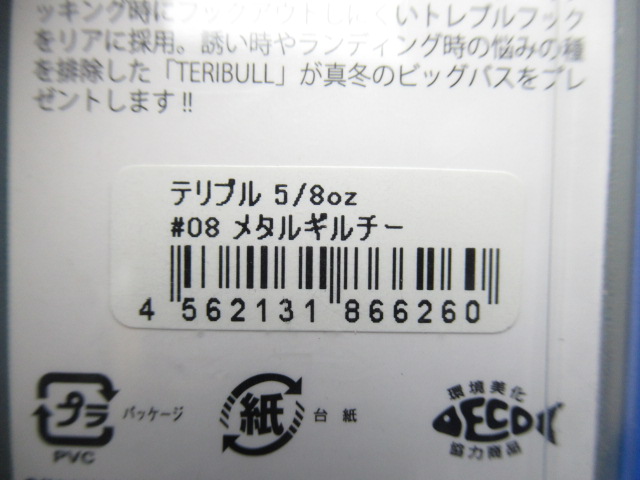 ッキング時にフックアウトしにくいトレブルフック
をリアに採用。誘い時やランディング時の悩みの種
を排除した「TERIBULL」が真冬のビッグバスをプレ
ゼントします!!
テリブル 5/8oz
#08 メタルギルチー
4 562131 866260
プラ パッケージ
PVC
紙 台紙
環境美化
DECO
協力商品